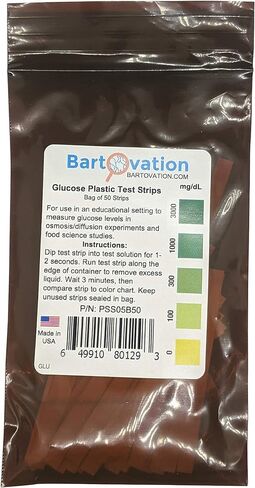 BartOvation
BARTOVATION.COM
Glucose Plastic Test Strips
Bag of 50 Strips
For use in an educational setting to
measure glucose levels in
osmosis/diffusion experiments and
food science studies.
Instructions:
Dip test strip into test solution for 1-
2 seconds. Run test strip along the
edge of container to remove excess
liquid. Wait 3 minutes, then
compare strip to color chart. Keep
unused strips sealed in bag.
P/N: PSS05B50
Made in
USA
6 49910 80129 3
GLU
mg/dL
3000
1000
300
100
0